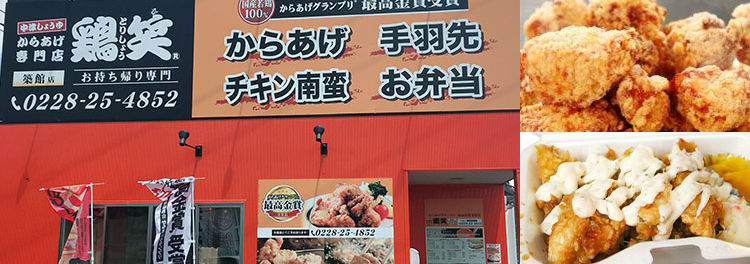 中津しょうゆ
からあげ
専門店
とりしょう
鶏笑®
築館店
お持ち帰り専門
0228-25-4852
国産若鶏
100%
からあげグランプリ® 最高金賞受賞
からあげ 手羽先
チキン南蛮 お弁当
最高金賞
0228-25-4852
鶏笑